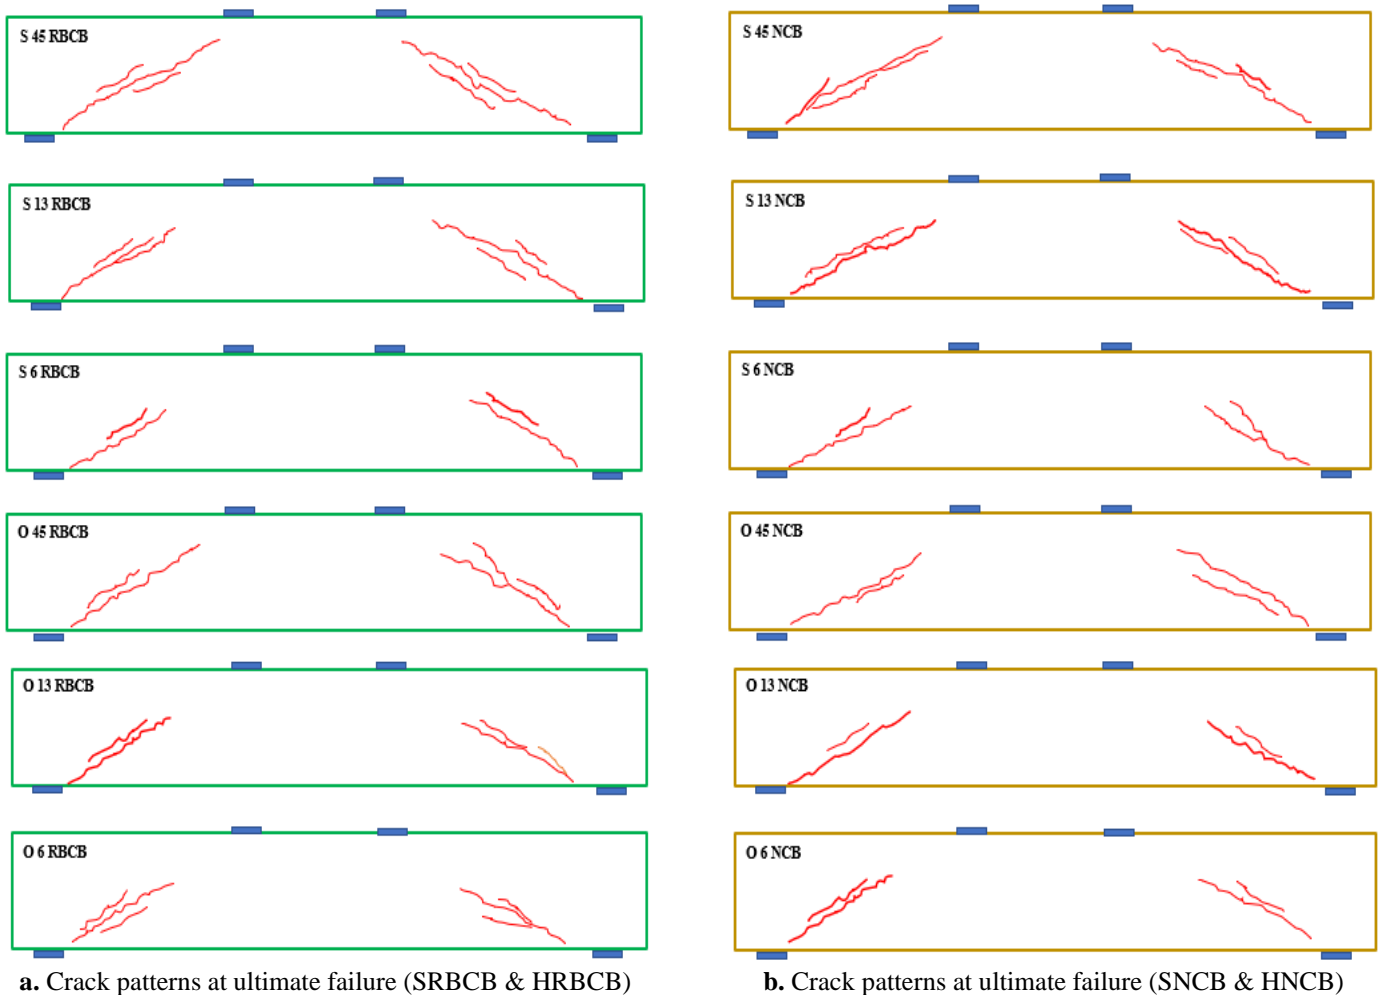 S 45 RBCB
S 45 NCB
S 13 RBCB
S 13 NCB
S 6 RBCB
S 6 NCB
O 45 RBCB
O 45 NCB
O 13 RBCB
O 13 NCB
O 6 RBCB
O 6 NCB
a. Crack patterns at ultimate failure (SRBCB & HRBCB)
b. Crack patterns at ultimate failure (SNCB & HNCB)